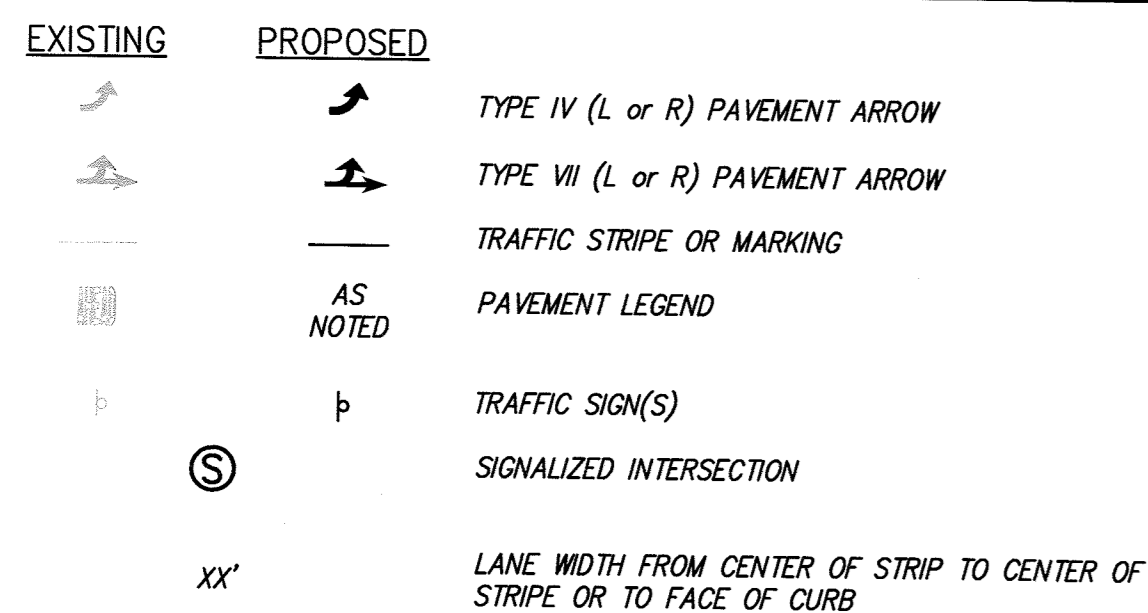 EXISTING PROPOSED
TYPE IV (L or R) PAVEMENT ARROW
TYPE VII (L or R) PAVEMENT ARROW
TRAFFIC STRIPE OR MARKING
AHEAD AS NOTED PAVEMENT LEGEND
TRAFFIC SIGN(S)
S SIGNALIZED INTERSECTION
XX' LANE WIDTH FROM CENTER OF STRIP TO CENTER OF
STRIPE OR TO FACE OF CURB